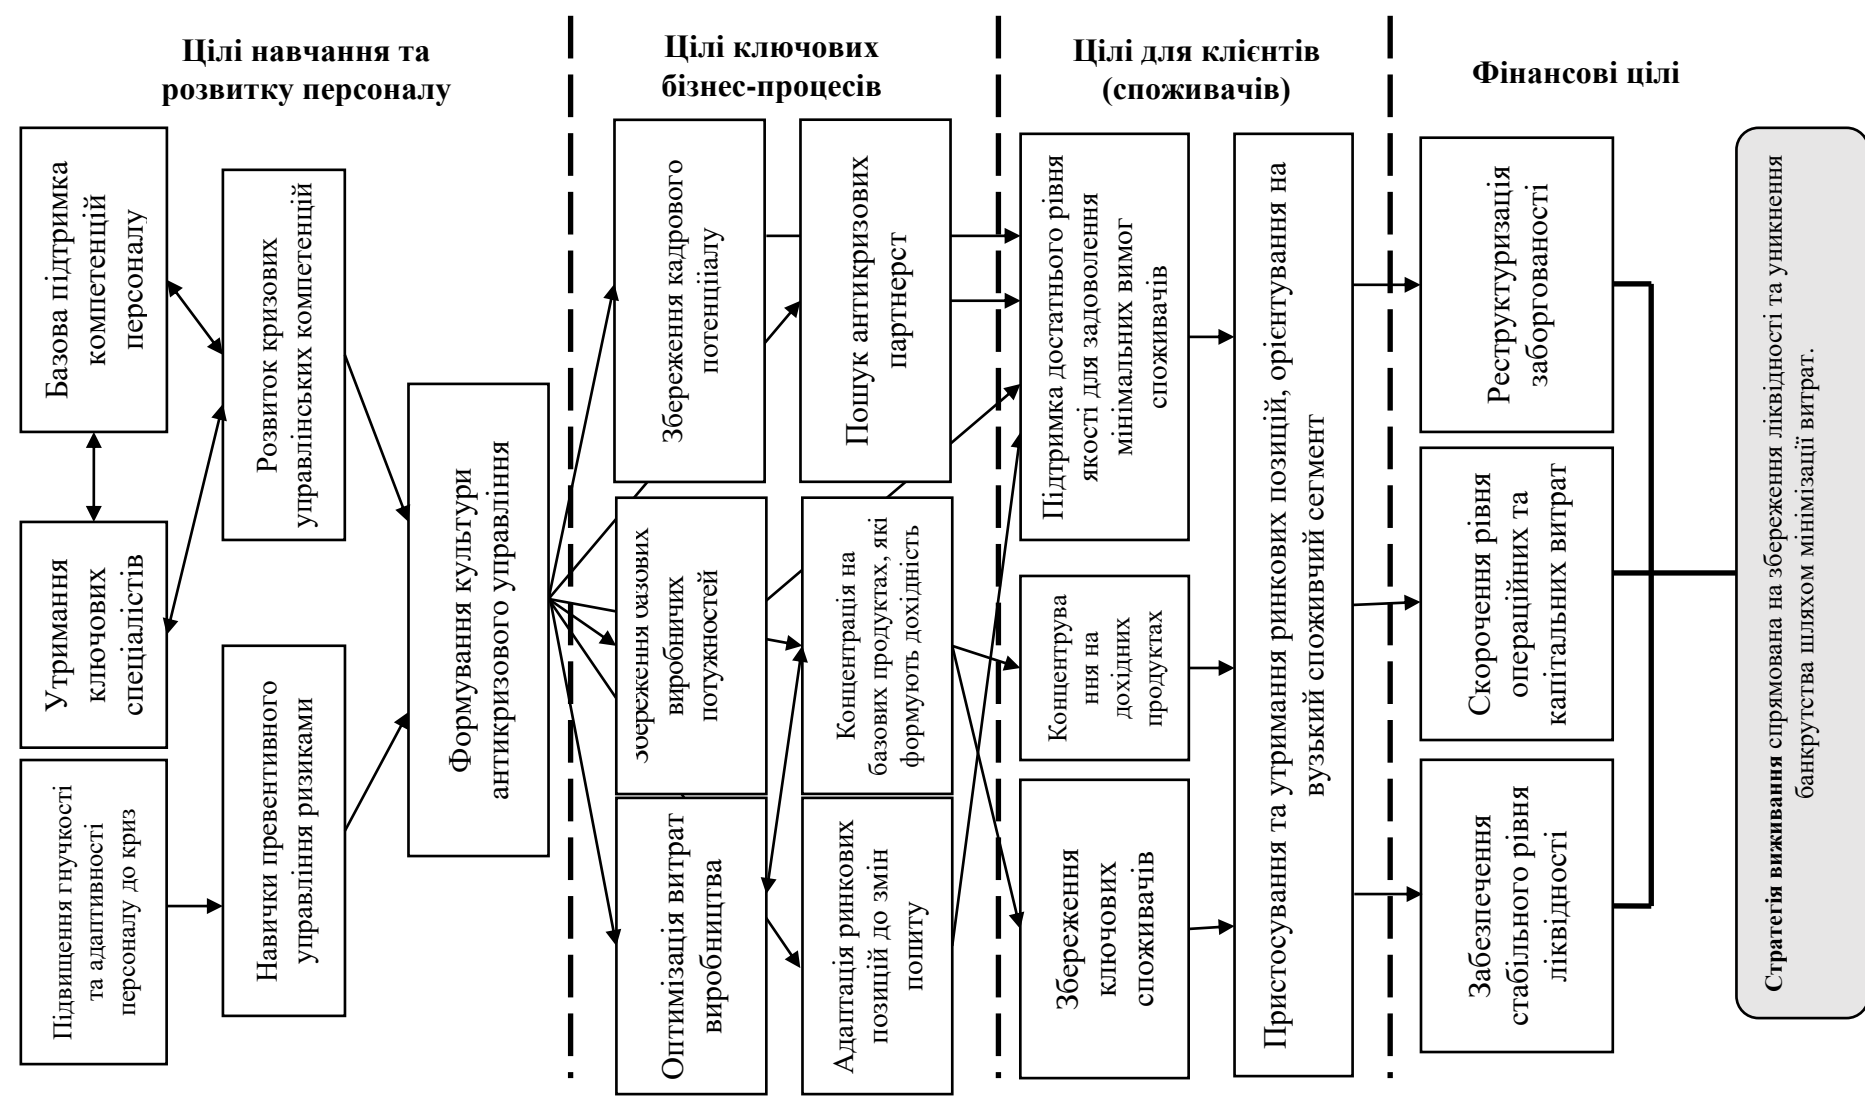 Цілі навчання та
розвитку персоналу
Цілі ключових
бізнес-процесів
Цілі для клієнтів
(споживачів)
Фінансові цілі
Базова підтримка
компетенцій
персоналу
Утримання
ключових
спеціалістів
Підвищення гнучкості
та адаптивності
персоналу до криз
Розвиток кризових
управлінських компетенцій
Навички превентивного
управління ризиками
Формування культури
антикризового управління
Збереження кадрового
потенціалу
Збереження базових
виробничих
потужностей
Оптимізація витрат
виробництва
Пошук антикризових
партнерст
Концентрація на
базових продуктах, які
формують дохідність
Адаптація ринкових
позицій до змін
попиту
Підтримка достатнього рівня
якості для задоволення
мінімальних вимог
споживачів
Концентрува
ння на
дохідних
продуктах
Збереження
ключових
споживачів
Пристосування та утримання ринкових позицій, орієнтування на
вузький споживчий сегмент
Реструктуризація
заборгованості
Скорочення рівня
операційних та
капітальних витрат
Забезпечення
стабільного рівня
ліквідності
Стратегія виживання спрямована на збереження ліквідності та уникнення
банкрутства шляхом мінімізації витрат.